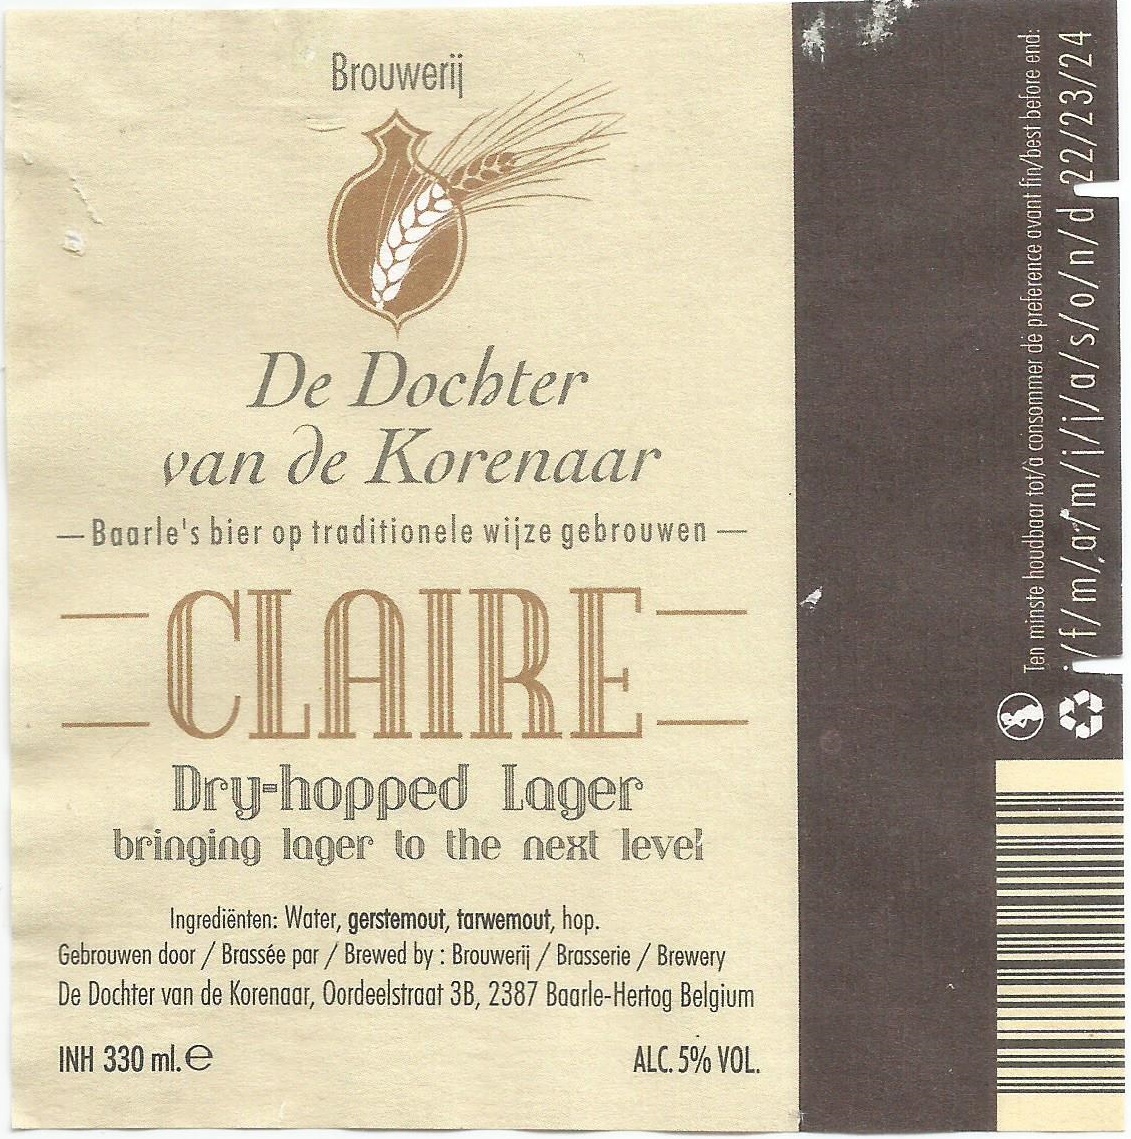 Brouwerij
De Dochter
van de Korenaar
— Baarle's bier op traditionele wijze gebrouwen —
CLAIRE
Dry-hopped Lager
bringing lager to the next level
Ingrediënten: Water, gerstemout, tarwemout, hop.
Gebrouwen door / Brassée par / Brewed by : Brouwerij / Brasserie / Brewery
De Dochter van de Korenaar, Oordeelstraat 3B, 2387 Baarle-Hertog Belgium
INH 330 ml. e
ALC. 5% VOL.
Ten minste houdbaar tot/à consommer de preference avant fin/best before end:
j/f/m/a/m/j/j/a/s/o/n/d 22/23/24